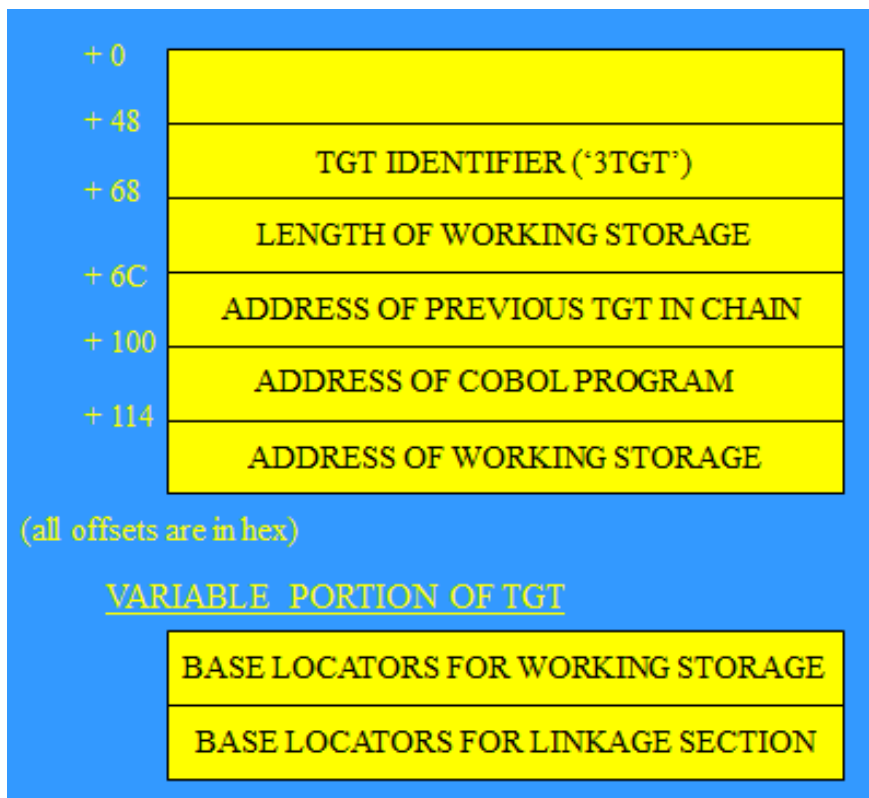 + 0
+ 48
TGT IDENTIFIER (‘3TGT’)
+ 68
LENGTH OF WORKING STORAGE
+ 6C
ADDRESS OF PREVIOUS TGT IN CHAIN
+ 100
ADDRESS OF COBOL PROGRAM
+ 114
ADDRESS OF WORKING STORAGE
(all offsets are in hex)
VARIABLE PORTION OF TGT
BASE LOCATORS FOR WORKING STORAGE
BASE LOCATORS FOR LINKAGE SECTION